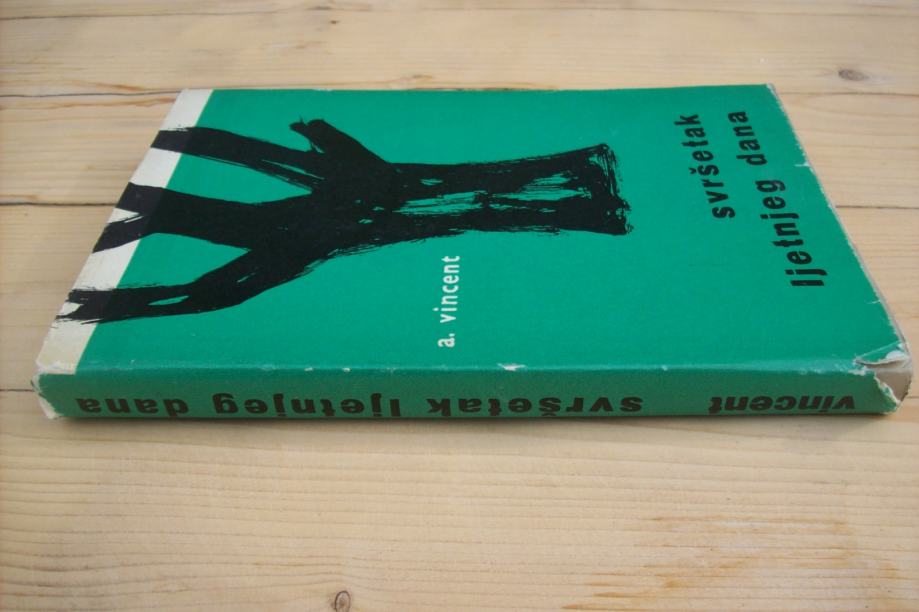 svršetak
ljetnjeg dana
a. vincent
vincent svršetak ljetnjeg dana